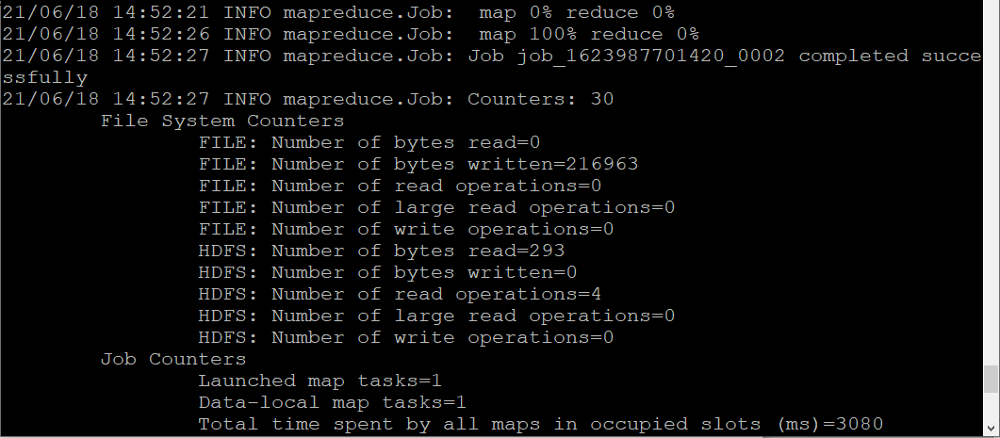 21/06/18 14:52:21 INFO mapreduce.Job:  map 0% reduce 0%
21/06/18 14:52:26 INFO mapreduce.Job:  map 100% reduce 0%
21/06/18 14:52:27 INFO mapreduce.Job: Job job_1623987701420_0002 completed succe
ssfully
21/06/18 14:52:27 INFO mapreduce.Job: Counters: 30
File System Counters
FILE: Number of bytes read=0
FILE: Number of bytes written=216963
FILE: Number of read operations=0
FILE: Number of large read operations=0
FILE: Number of write operations=0
HDFS: Number of bytes read=293
HDFS: Number of bytes written=0
HDFS: Number of read operations=4
HDFS: Number of large read operations=0
HDFS: Number of write operations=0
Job Counters
Launched map tasks=1
Data-local map tasks=1
Total time spent by all maps in occupied slots (ms)=3080